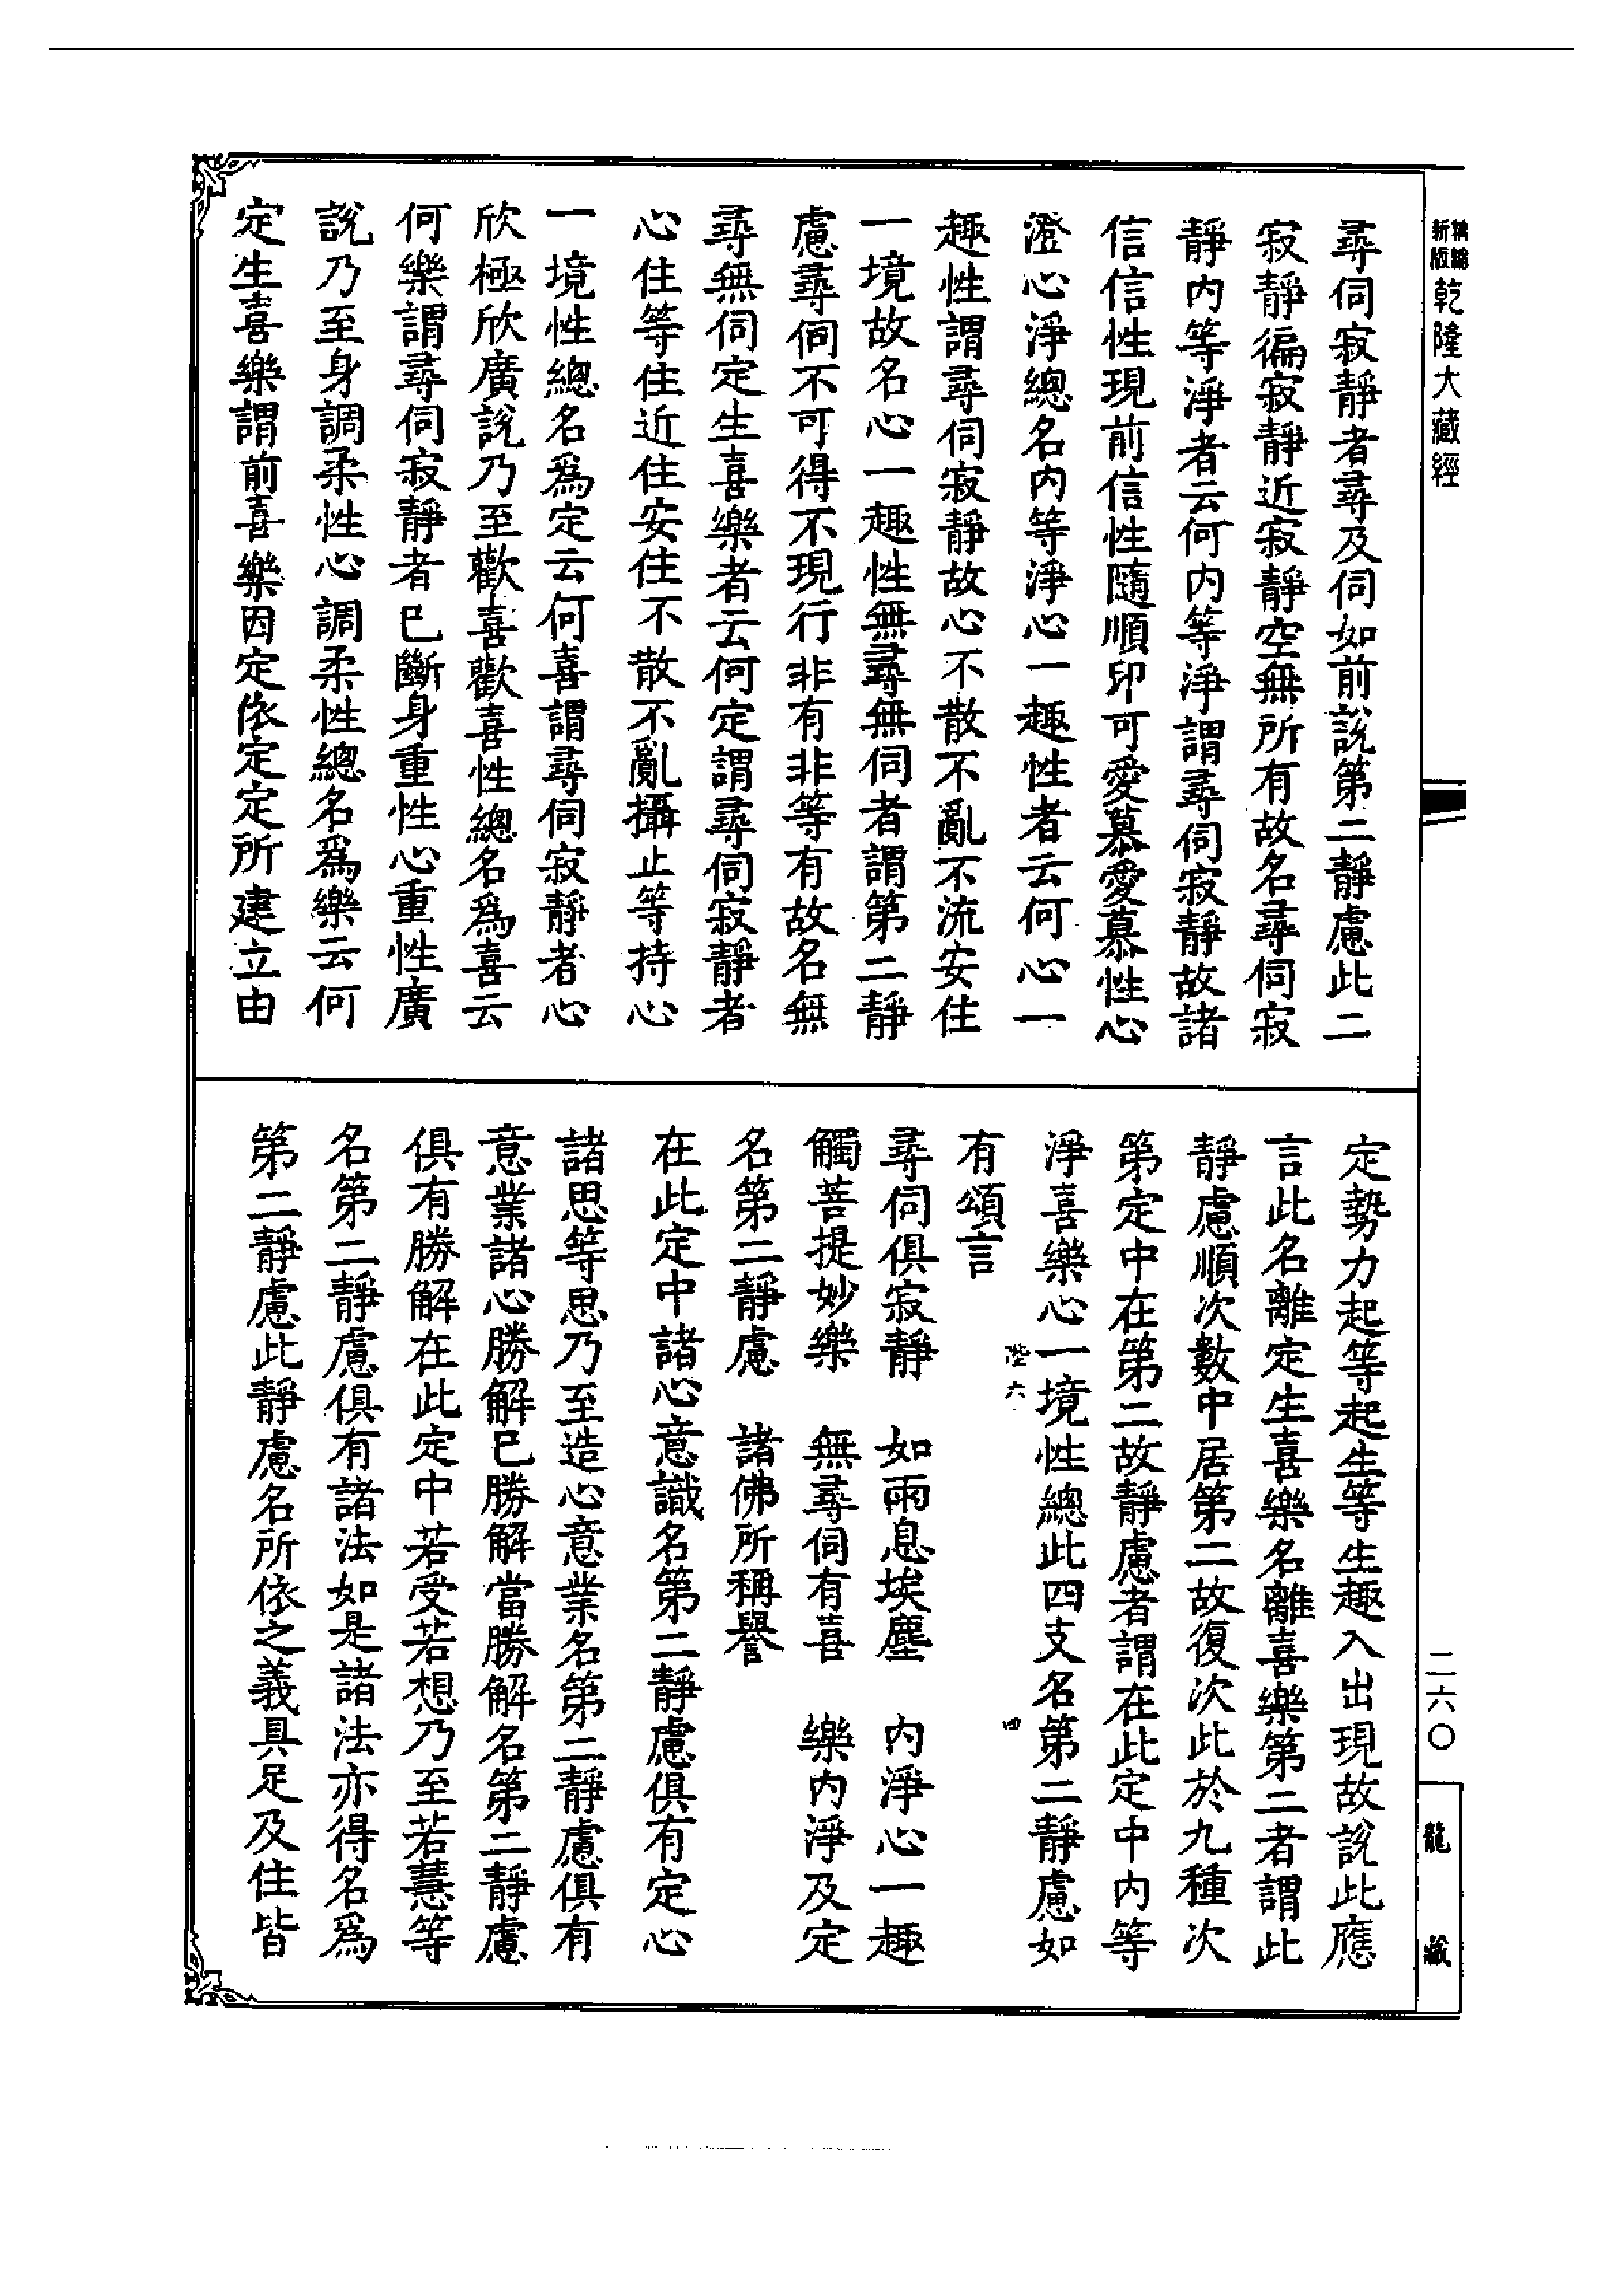 新版
精編
乾隆大藏經
尋伺寂靜者尋及伺如前說第二靜慮此二
寂靜徧寂靜近寂靜空無所有故名尋伺寂
靜內等淨者云何內等淨謂尋伺寂靜故諸
信信性現前信性隨順印可愛慕愛慕性心
澄心淨總名內等淨心一趣性者云何心一
趣性謂尋伺寂靜故心不散不亂不流安住
一境故名心一趣性無尋無伺者謂第二靜
慮尋伺不可得不現行非有非等有故名無
尋無伺定生喜樂者云何定謂尋伺寂靜者
心住等住近住安住不散不亂攝止等持心
一境性總名爲定云何喜謂尋伺寂靜者心
欣極欣廣說乃至歡喜歡喜性總名爲喜云
何樂謂尋伺寂靜者已斷身重性心重性廣
說乃至身調柔性心調柔性總名爲樂云何
定生喜樂謂前喜樂因定依定定所建立由
定勢力起等起生等生趣入出現故說此應
言此名離定生喜樂名離喜樂第二者謂此
靜慮順次數中居第二故復次此於九種次
第定中在第二故靜慮者謂在此定中內等
淨喜樂心一境性總此四支名第二靜慮如
陛六
四
有頌言
尋伺俱寂靜　如雨息埃塵　內淨心一趣
觸菩提妙樂　無尋伺有喜　樂內淨及定
名第二靜慮　諸佛所稱譽
在此定中諸心意識名第二靜慮俱有定心
諸思等思乃至造心意業名第二靜慮俱有
意業諸心勝解已勝解當勝解名第二靜慮
俱有勝解在此定中若受若想乃至若慧等
名第二靜慮俱有諸法如是諸法亦得名爲
第二靜慮此靜慮名所依之義具足及住皆
二六〇
龍藏